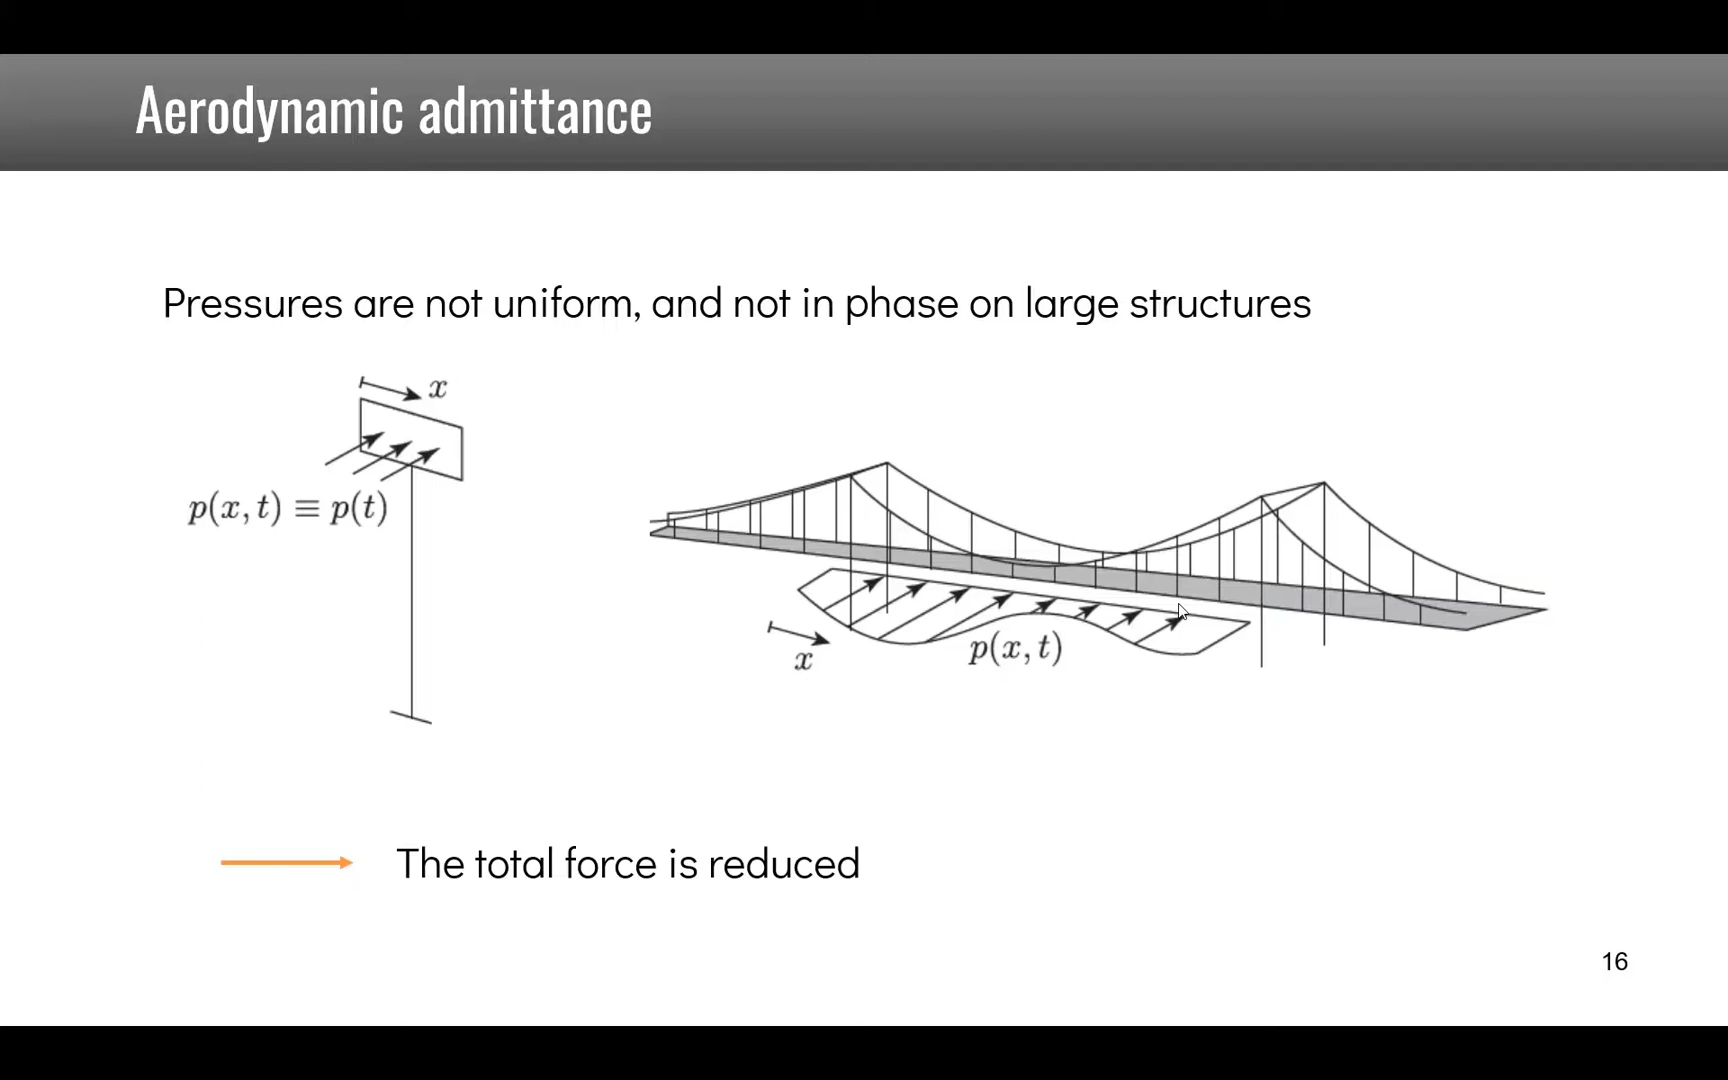 Aerodynamic admittance
Pressures are not uniform, and not in phase on large structures
x
p(x, t) ≡ p(t)
p(x, t)
x
The total force is reduced
16